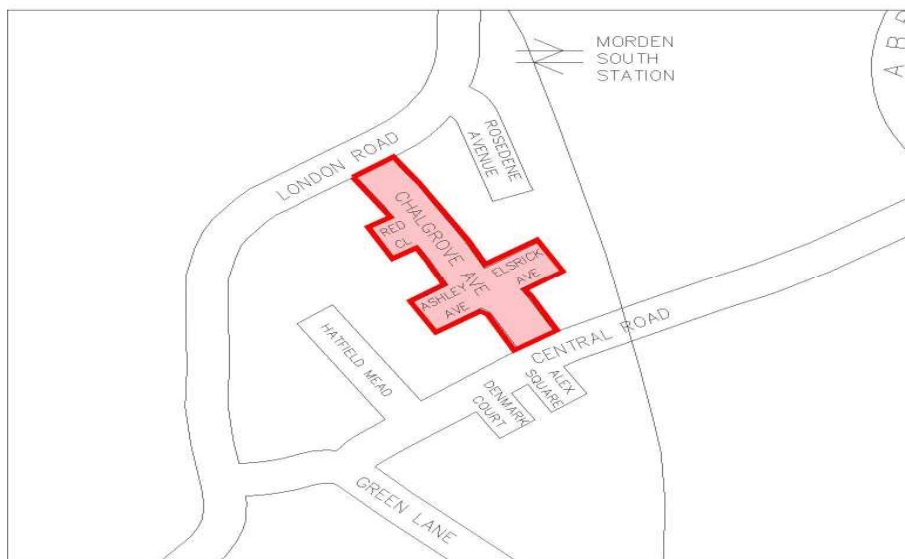 MORDEN
SOUTH
STATION
ROSEDENE
AVENUE
LONDON ROAD
CHALGROVE AVE
RED
CL
ELSRICK
AVE
ASHLEY
AVE
CENTRAL ROAD
HATFIELD MEAD
ALEX
SQUARE
DENMARK
COURT
GREEN LANE